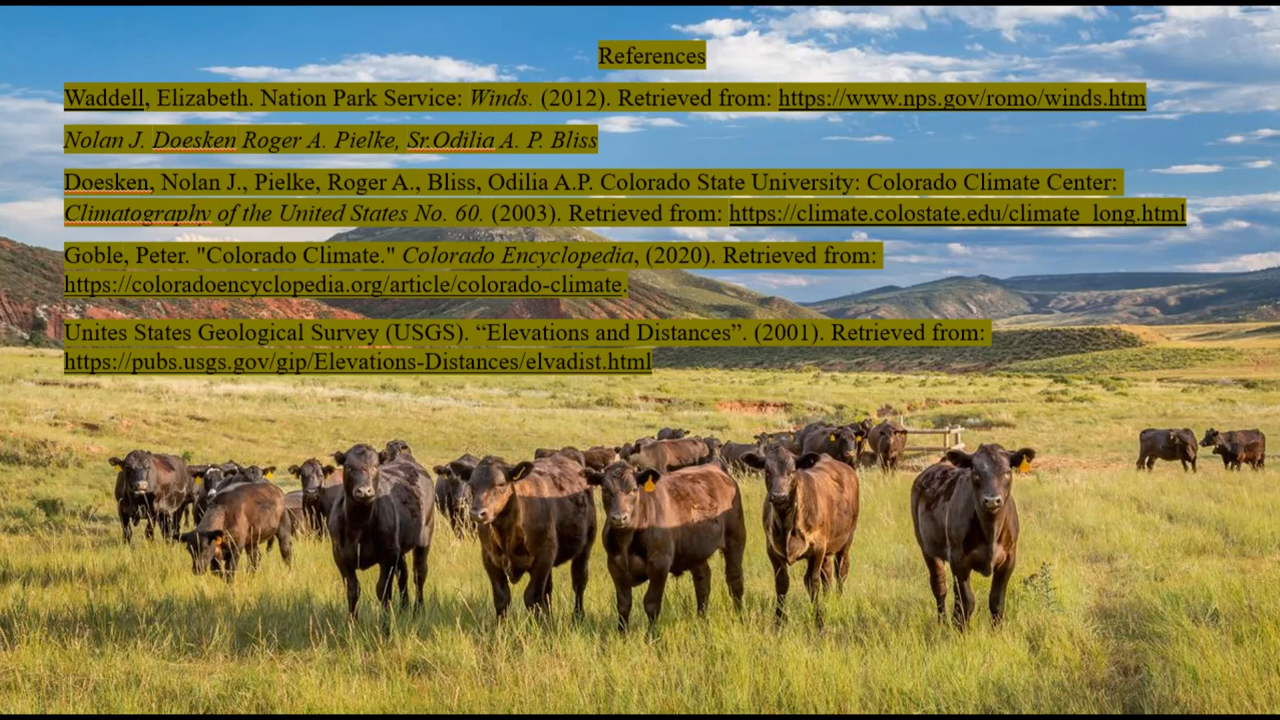 References
Waddell, Elizabeth. Nation Park Service: Winds. (2012). Retrieved from: https://www.nps.gov/romo/winds.htm
Nolan J. Doesken Roger A. Pielke, Sr.Odilia A. P. Bliss
Doesken, Nolan J., Pielke, Roger A., Bliss, Odilia A.P. Colorado State University: Colorado Climate Center:
Climatography of the United States No. 60. (2003). Retrieved from: https://climate.colostate.edu/climate_long.html
Goble, Peter. "Colorado Climate." Colorado Encyclopedia, (2020). Retrieved from:
https://coloradoencyclopedia.org/article/colorado-climate.
Unites States Geological Survey (USGS). “Elevations and Distances”. (2001). Retrieved from:
https://pubs.usgs.gov/gip/Elevations-Distances/elvadist.html